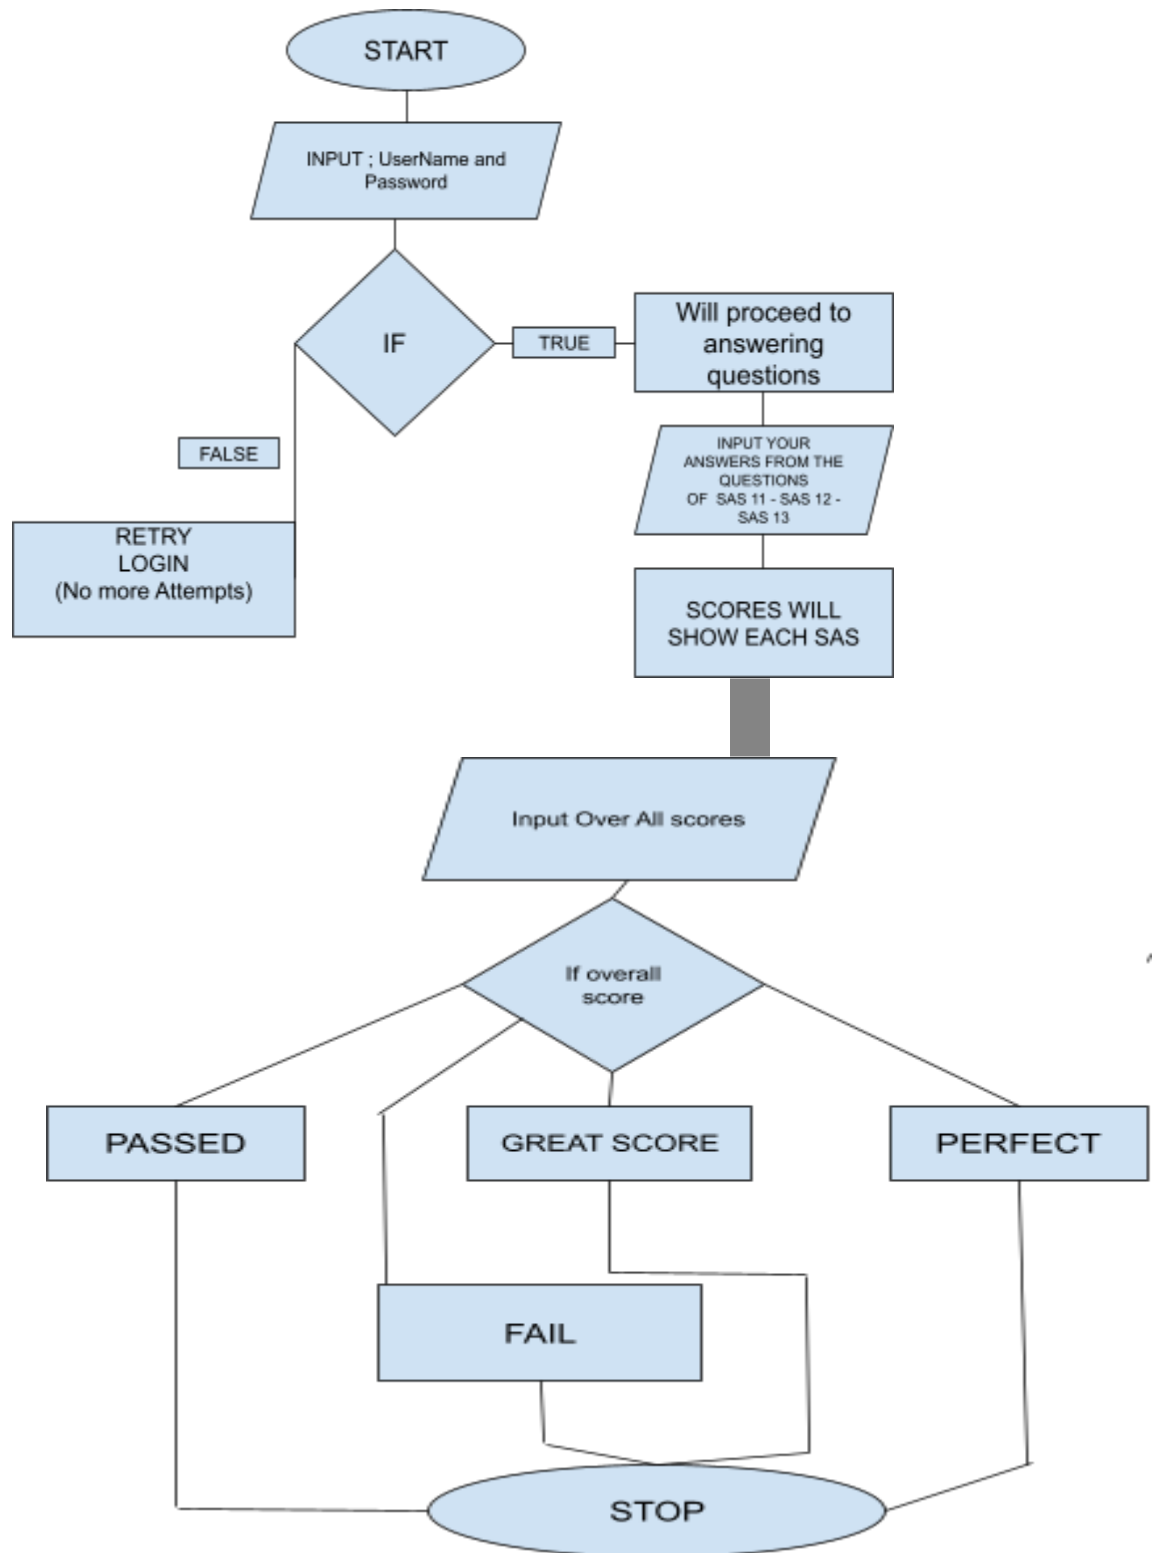 START
INPUT ; UserName and
Password
IF
TRUE
Will proceed to
answering
questions
FALSE
INPUT YOUR
ANSWERS FROM THE
QUESTIONS
OF SAS 11 - SAS 12 -
SAS 13
RETRY
LOGIN
(No more Attempts)
SCORES WILL
SHOW EACH SAS
Input Over All scores
If overall
score
PASSED
GREAT SCORE
PERFECT
FAIL
STOP